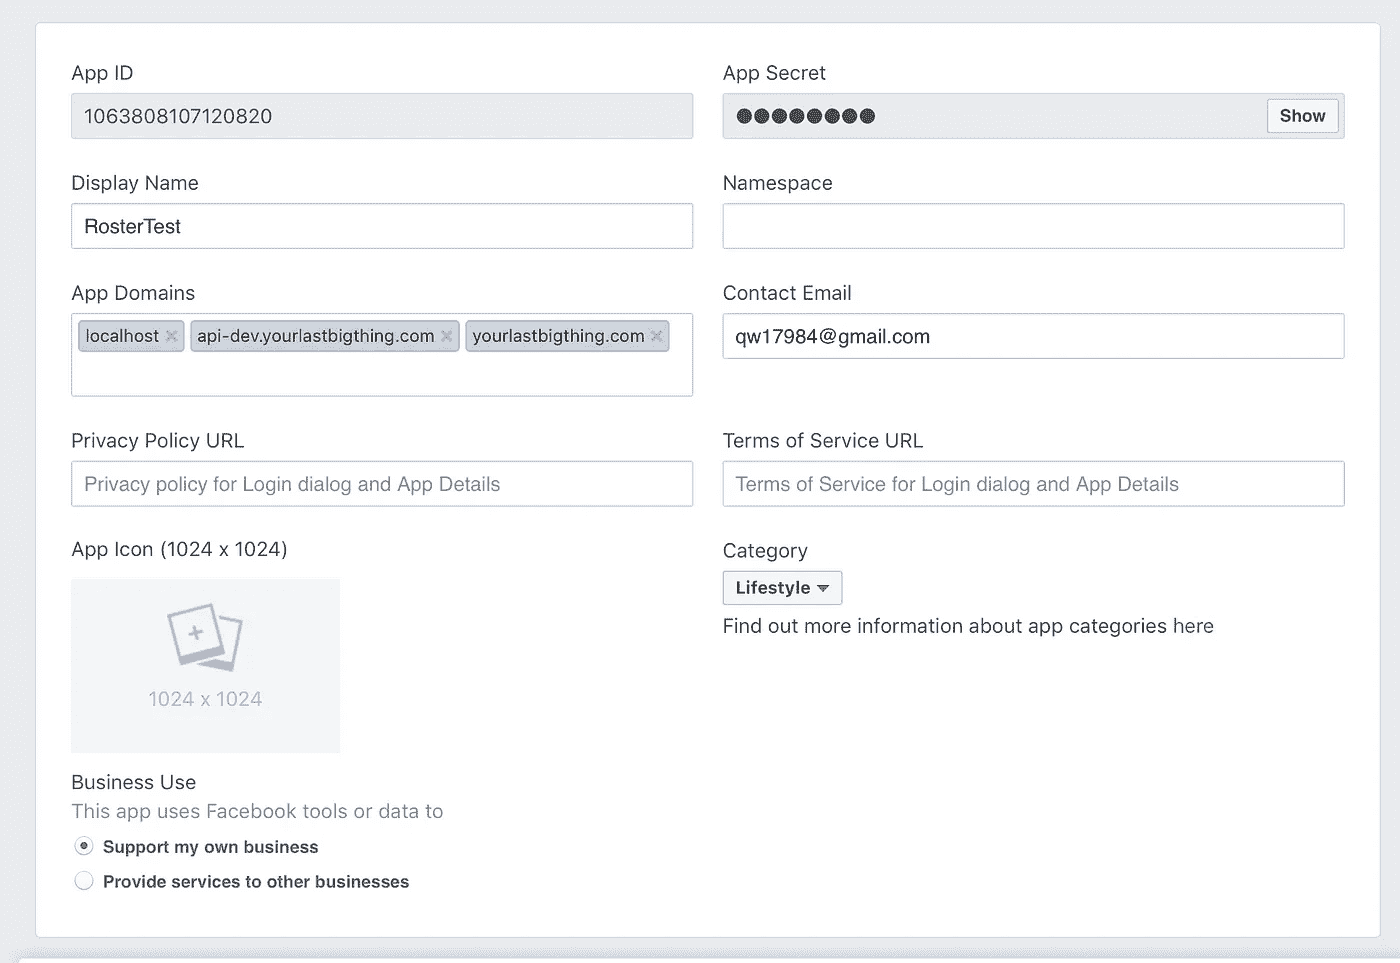 App ID
App Secret
1063808107120820
●●●●●●●●
Show
Display Name
Namespace
RosterTest
App Domains
Contact Email
localhost × api-dev.yourlastbigthing.com × yourlastbigthing.com ×
qw17984@gmail.com
Privacy Policy URL
Terms of Service URL
Privacy policy for Login dialog and App Details
Terms of Service for Login dialog and App Details
App Icon (1024 x 1024)
Category
Lifestyle
Find out more information about app categories here
1024 x 1024
Business Use
This app uses Facebook tools or data to
Support my own business
Provide services to other businesses